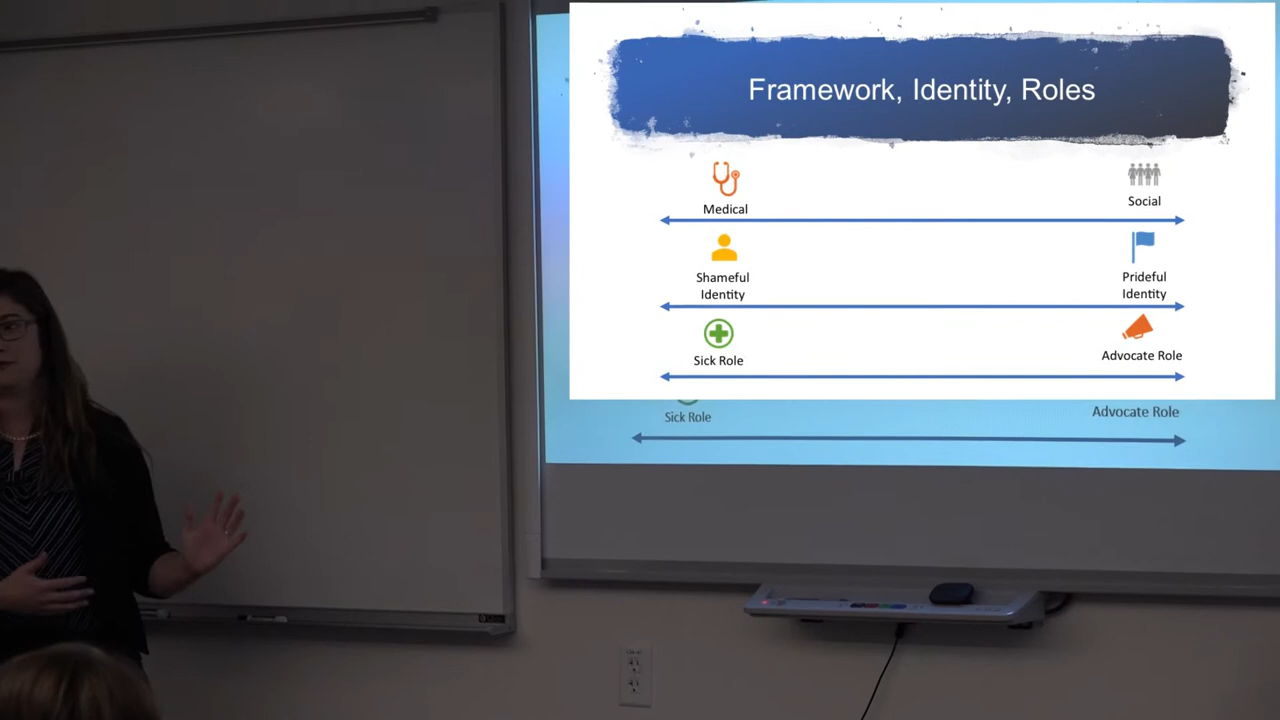 Framework, Identity, Roles
Medical
Social
Shameful
Identity
Prideful
Identity
Sick Role
Advocate Role
Sick Role
Advocate Role